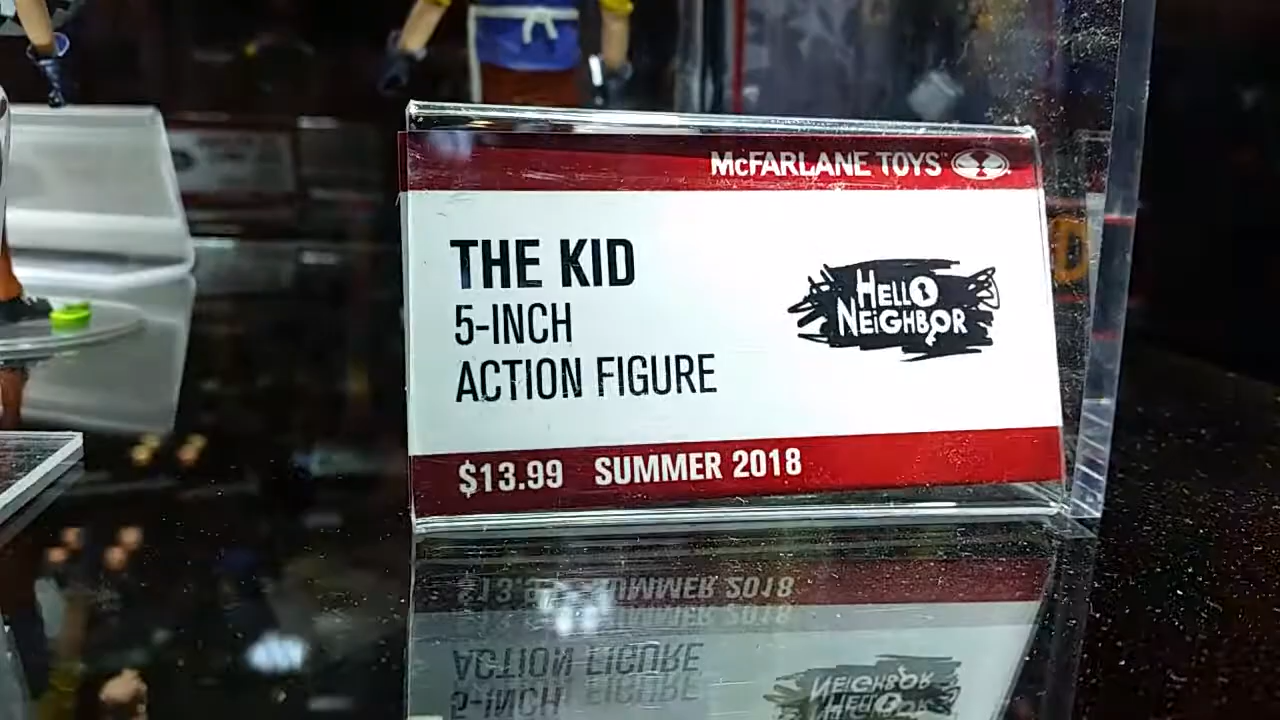 McFARLANE TOYS
THE KID
5-INCH
ACTION FIGURE
HELLO
NEIGHBOR
$13.99 SUMMER 2018